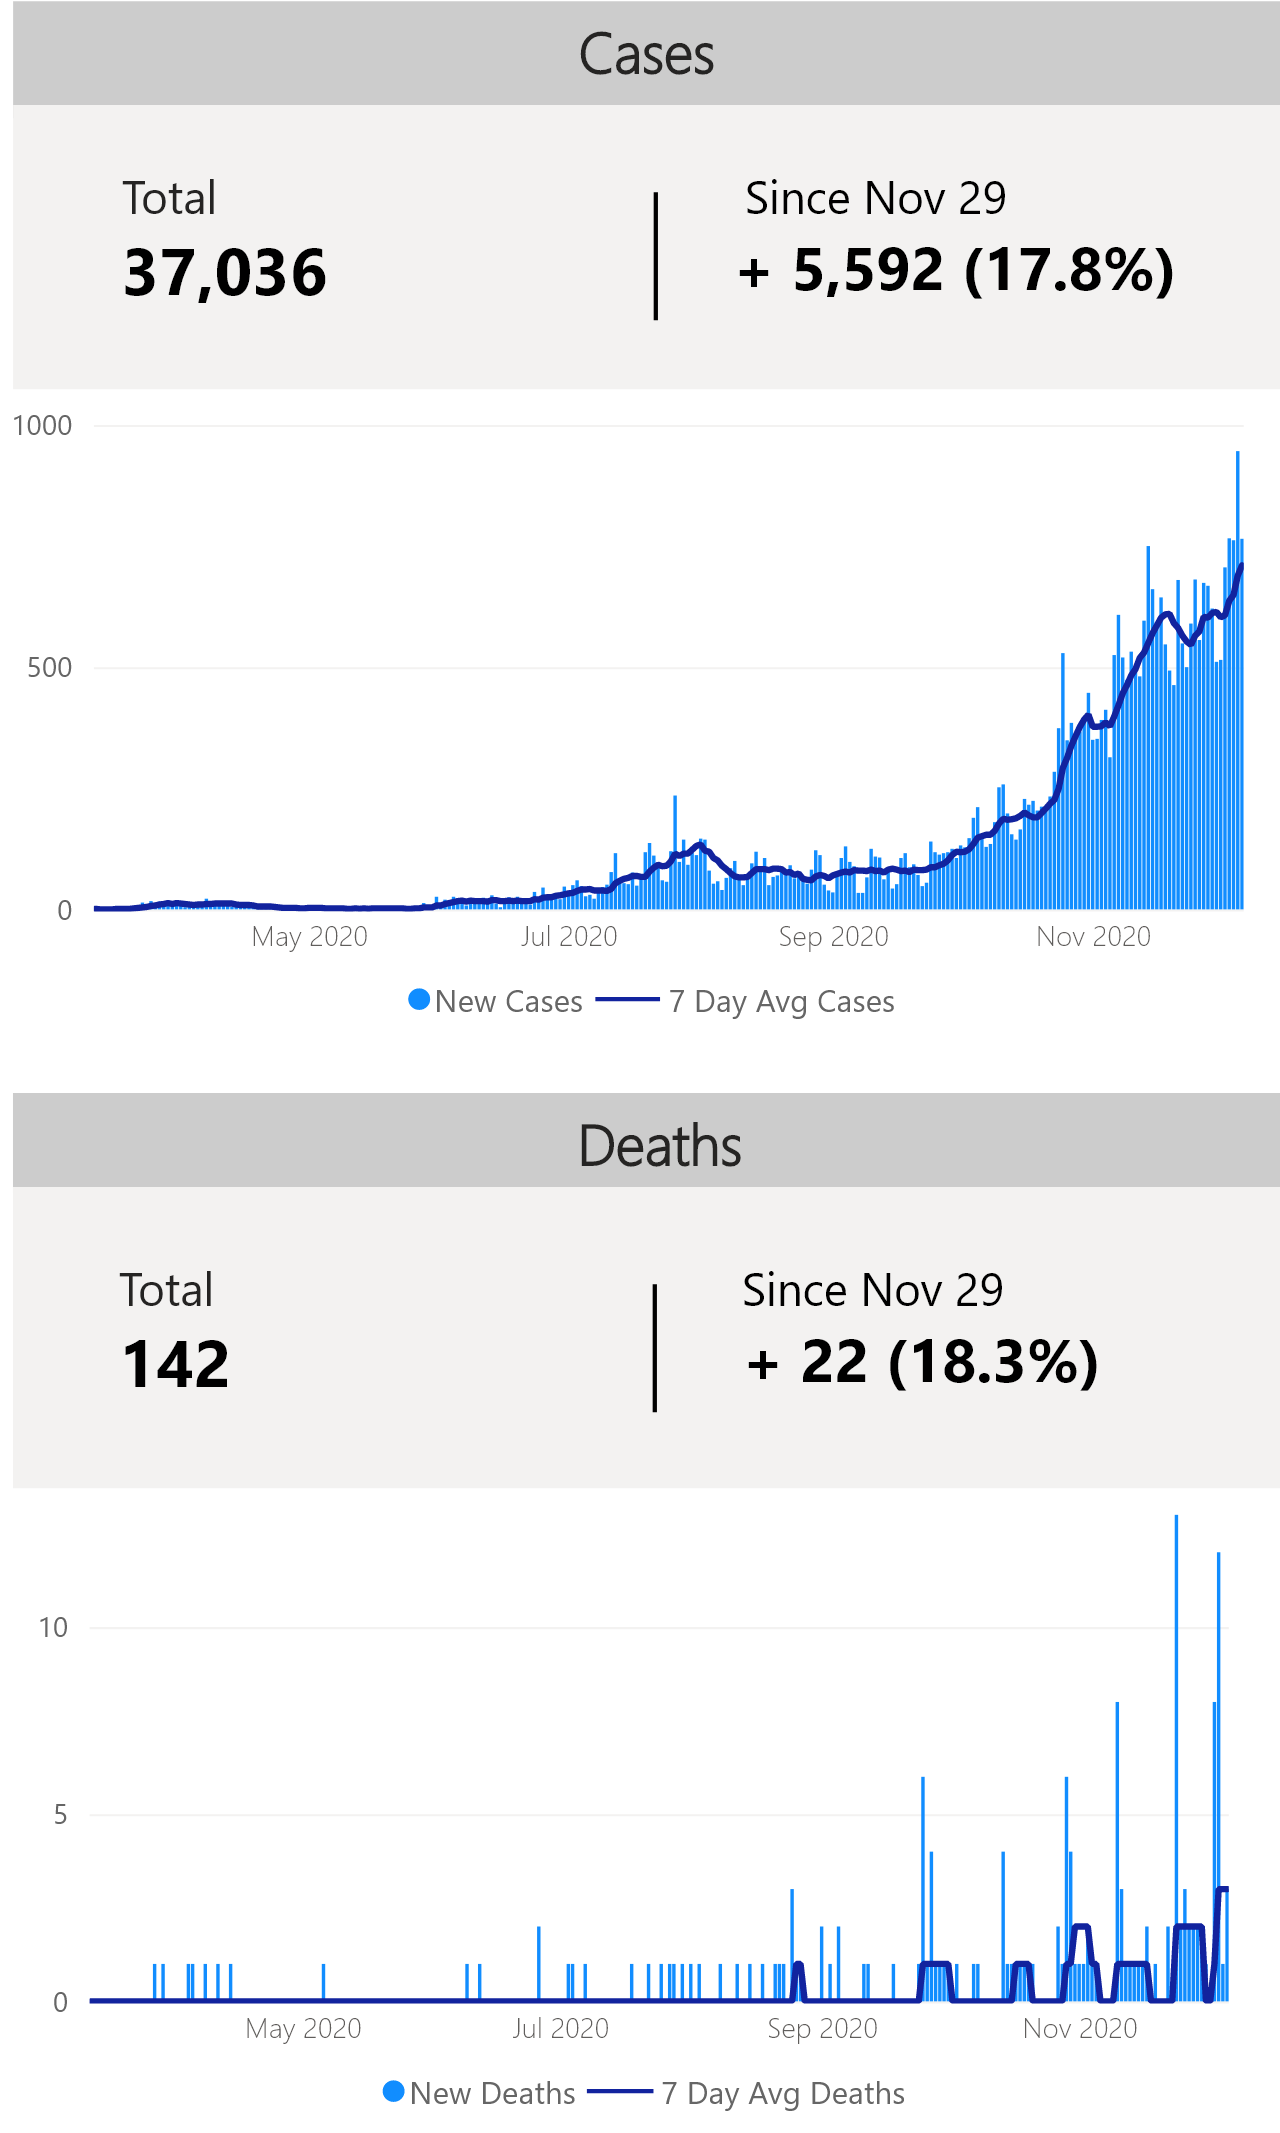 Cases
Total
37,036
Since Nov 29
+ 5,592 (17.8%)
1000
500
0
May 2020 Jul 2020 Sep 2020 Nov 2020
New Cases 7 Day Avg Cases
Deaths
Total
142
Since Nov 29
+ 22 (18.3%)
10
5
0
May 2020 Jul 2020 Sep 2020 Nov 2020
New Deaths 7 Day Avg Deaths